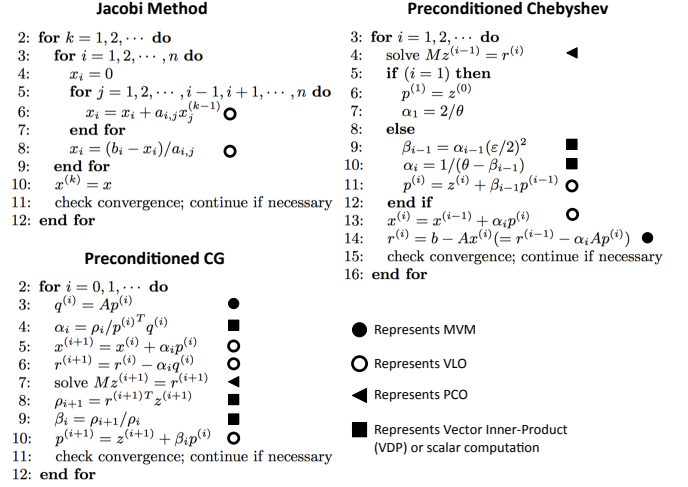 Jacobi Method
2: for k = 1, 2, ··· do
3: for i = 1, 2, ··· , n do
4: x_i = 0
5: for j = 1, 2, ··· , i − 1, i + 1, ··· , n do
6: x_i = x_i + a_{i,j}x_j^{(k−1)}
7: end for
8: x_i = (b_i − x_i)/a_{i,j}
9: end for
10: x^{(k)} = x
11: check convergence; continue if necessary
12: end for
Preconditioned CG
2: for i = 0, 1, ··· do
3: q^{(i)} = Ap^{(i)}
4: α_i = ρ_i/p^{(i)^T} q^{(i)}
5: x^{(i+1)} = x^{(i)} + α_i p^{(i)}
6: r^{(i+1)} = r^{(i)} − α_i q^{(i)}
7: solve Mz^{(i+1)} = r^{(i+1)}
8: ρ_{i+1} = r^{(i+1)^T} z^{(i+1)}
9: β_i = ρ_{i+1}/ρ_i
10: p^{(i+1)} = z^{(i+1)} + β_i p^{(i)}
11: check convergence; continue if necessary
12: end for
Preconditioned Chebyshev
3: for i = 1, 2, ··· do
4: solve Mz^{(i−1)} = r^{(i)}
5: if (i = 1) then
6: p^{(1)} = z^{(0)}
7: α_1 = 2/θ
8: else
9: β_{i−1} = α_{i−1}(ε/2)^2
10: α_i = 1/(θ − β_{i−1})
11: p^{(i)} = z^{(i)} + β_{i−1}p^{(i−1)}
12: end if
13: x^{(i)} = x^{(i−1)} + α_i p^{(i)}
14: r^{(i)} = b − Ax^{(i)}(= r^{(i−1)} − α_i Ap^{(i)})
15: check convergence; continue if necessary
16: end for
Represents MVM
Represents VLO
Represents PCO
Represents Vector Inner-Product
(VDP) or scalar computation